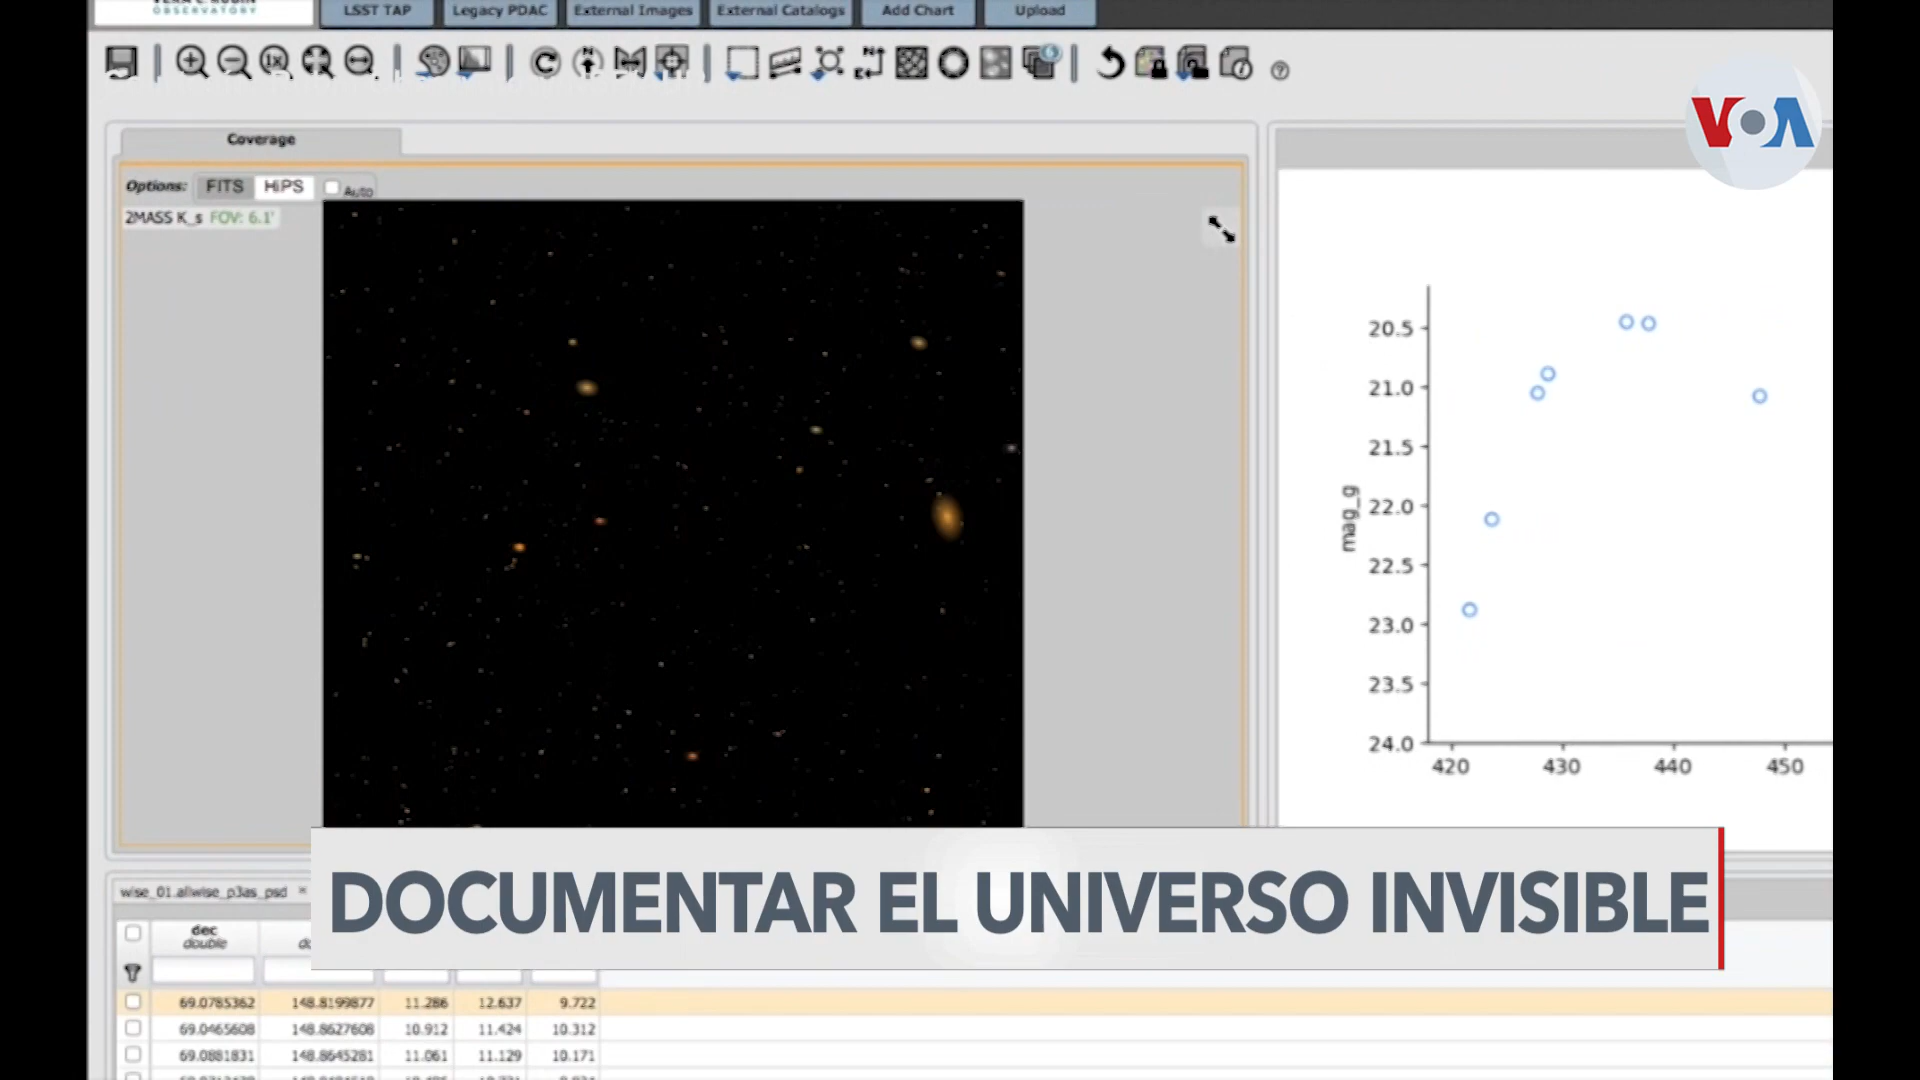 VERA C. RUBIN
OBSERVATORY
LSST TAP
Legacy PDAC
External Images
External Catalogs
Add Chart
Upload
VOA
Coverage
Options: FITS HiPS Auto
2MASS K_s FOV: 6.1'
20.5
21.0
21.5
22.0
22.5
23.0
23.5
24.0
mag_g
420 430 440 450
DOCUMENTAR EL UNIVERSO INVISIBLE
wise_01.allwise_p3as_psd
dec
double
69.0785362 148.8199877 11.286 12.637 9.722
69.0465608 148.8627608 10.912 11.424 10.312
69.0881831 148.8645281 11.061 11.129 10.171